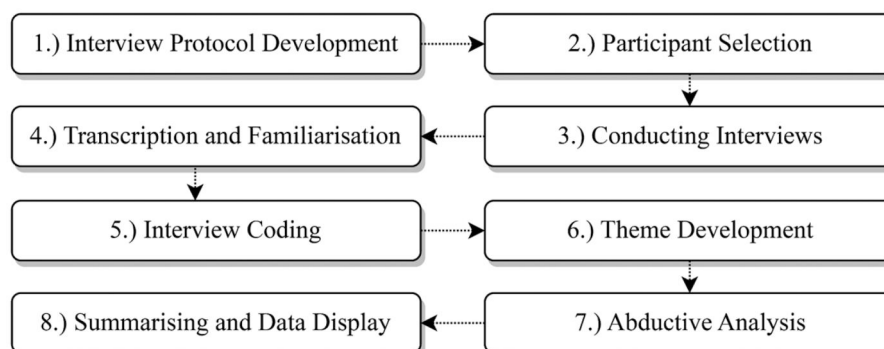 1.) Interview Protocol Development
2.) Participant Selection
3.) Conducting Interviews
4.) Transcription and Familiarisation
5.) Interview Coding
6.) Theme Development
7.) Abductive Analysis
8.) Summarising and Data Display